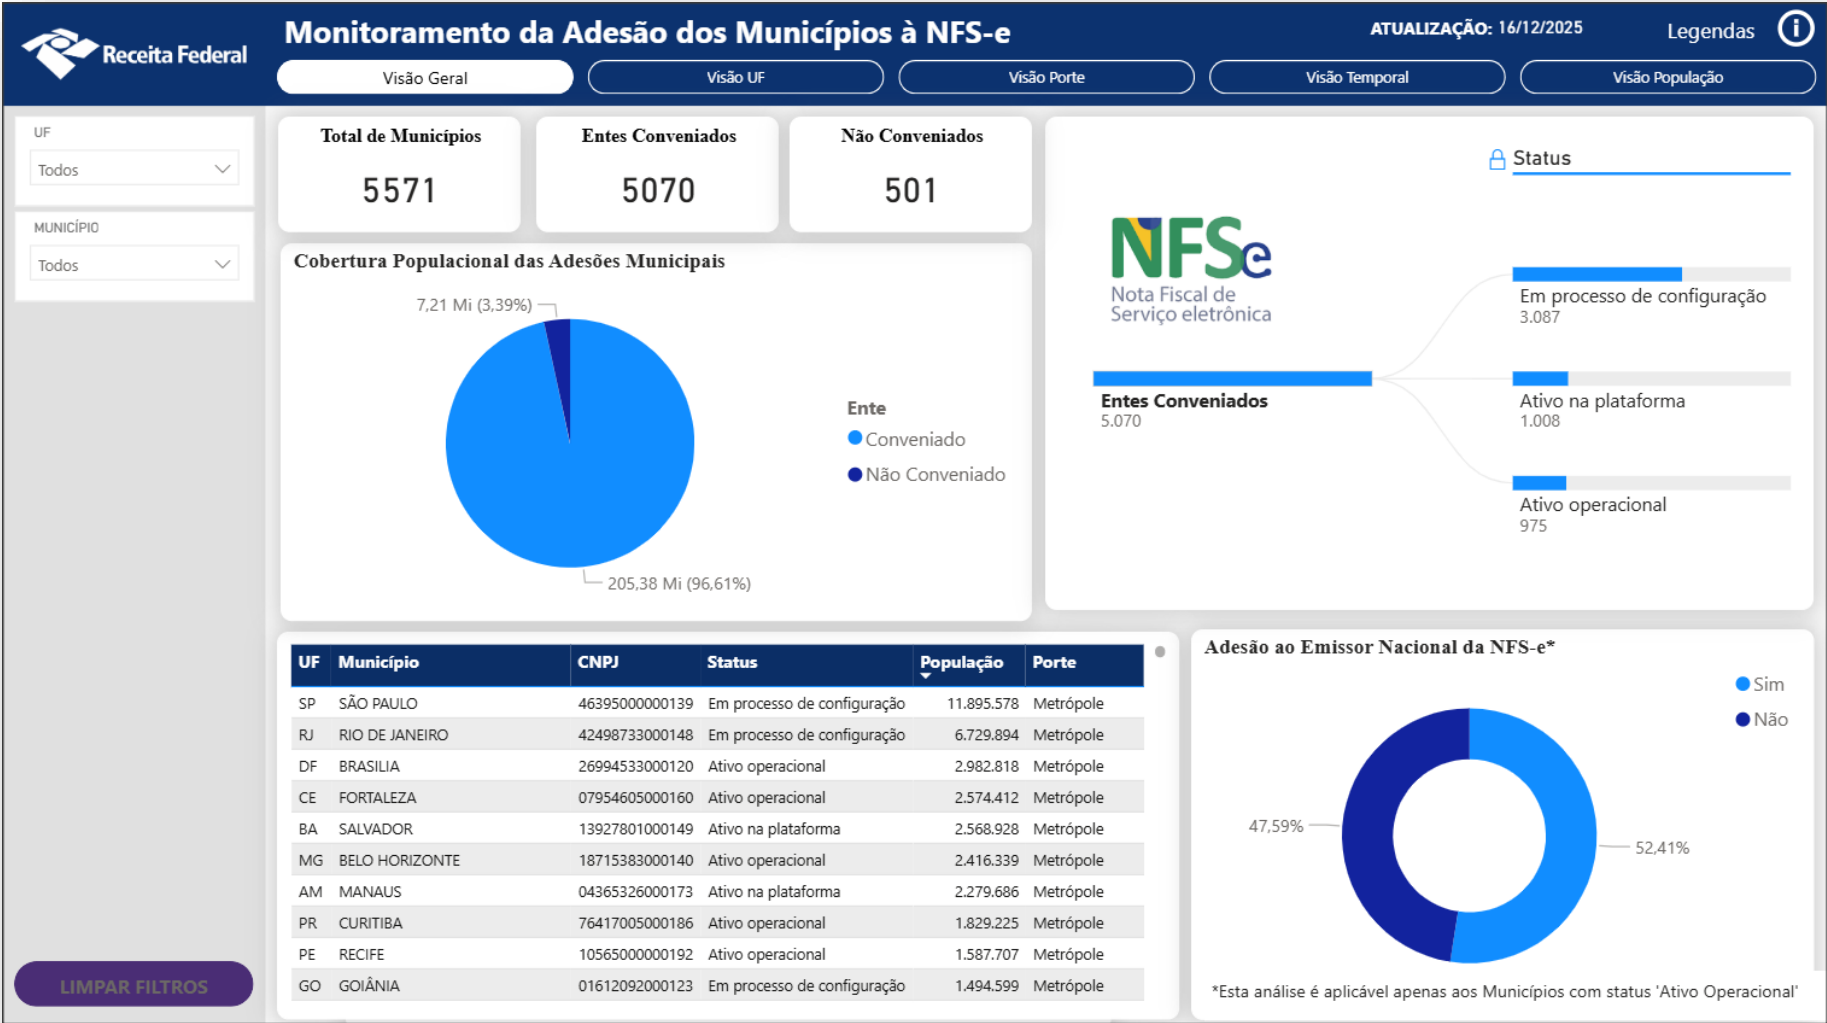 Receita Federal
Monitoramento da Adesão dos Municípios à NFS-e
ATUALIZAÇÃO: 16/12/2025
Legendas
i
Visão Geral
Visão UF
Visão Porte
Visão Temporal
Visão População
UF
Todos
MUNICÍPIO
Todos
LIMPAR FILTROS
Total de Municípios
5571
Entes Conveniados
5070
Não Conveniados
501
Cobertura Populacional das Adesões Municipais
7,21 Mi (3,39%)
205,38 Mi (96,61%)
Ente
Conveniado
Não Conveniado
Status
NFSe
Nota Fiscal de
Serviço eletrônica
Entes Conveniados
5.070
Em processo de configuração
3.087
Ativo na plataforma
1.008
Ativo operacional
975
UF Município CNPJ Status População Porte
SP SÃO PAULO 46395000000139 Em processo de configuração 11.895.578 Metrópole
RJ RIO DE JANEIRO 42498733000148 Em processo de configuração 6.729.894 Metrópole
DF BRASILIA 26994533000120 Ativo operacional 2.982.818 Metrópole
CE FORTALEZA 07954605000160 Ativo operacional 2.574.412 Metrópole
BA SALVADOR 13927801000149 Ativo na plataforma 2.568.928 Metrópole
MG BELO HORIZONTE 18715383000140 Ativo operacional 2.416.339 Metrópole
AM MANAUS 04365326000173 Ativo na plataforma 2.279.686 Metrópole
PR CURITIBA 76417005000186 Ativo operacional 1.829.225 Metrópole
PE RECIFE 10565000000192 Ativo operacional 1.587.707 Metrópole
GO GOIÂNIA 01612092000123 Em processo de configuração 1.494.599 Metrópole
Adesão ao Emissor Nacional da NFS-e*
Sim
Não
47,59%
52,41%
*Esta análise é aplicável apenas aos Municípios com status 'Ativo Operacional'